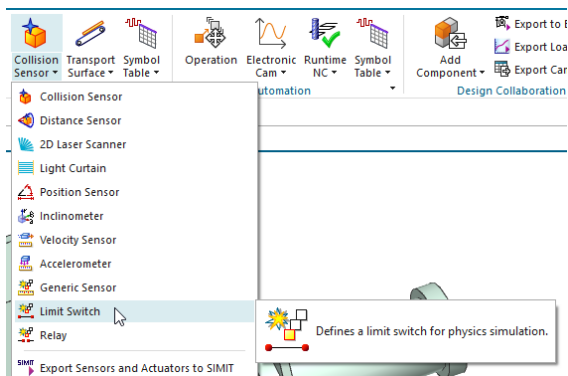 Collision Sensor
Transport Surface
Symbol Table
Operation
Electronic Cam
Runtime NC
Symbol Table
Add Component
Export to
Export Loa
Export Car
utomation
Design Collaboration
Collision Sensor
Distance Sensor
2D Laser Scanner
Light Curtain
Position Sensor
Inclinometer
Velocity Sensor
Accelerometer
Generic Sensor
Limit Switch
Defines a limit switch for physics simulation.
Relay
SIMIT
Export Sensors and Actuators to SIMIT